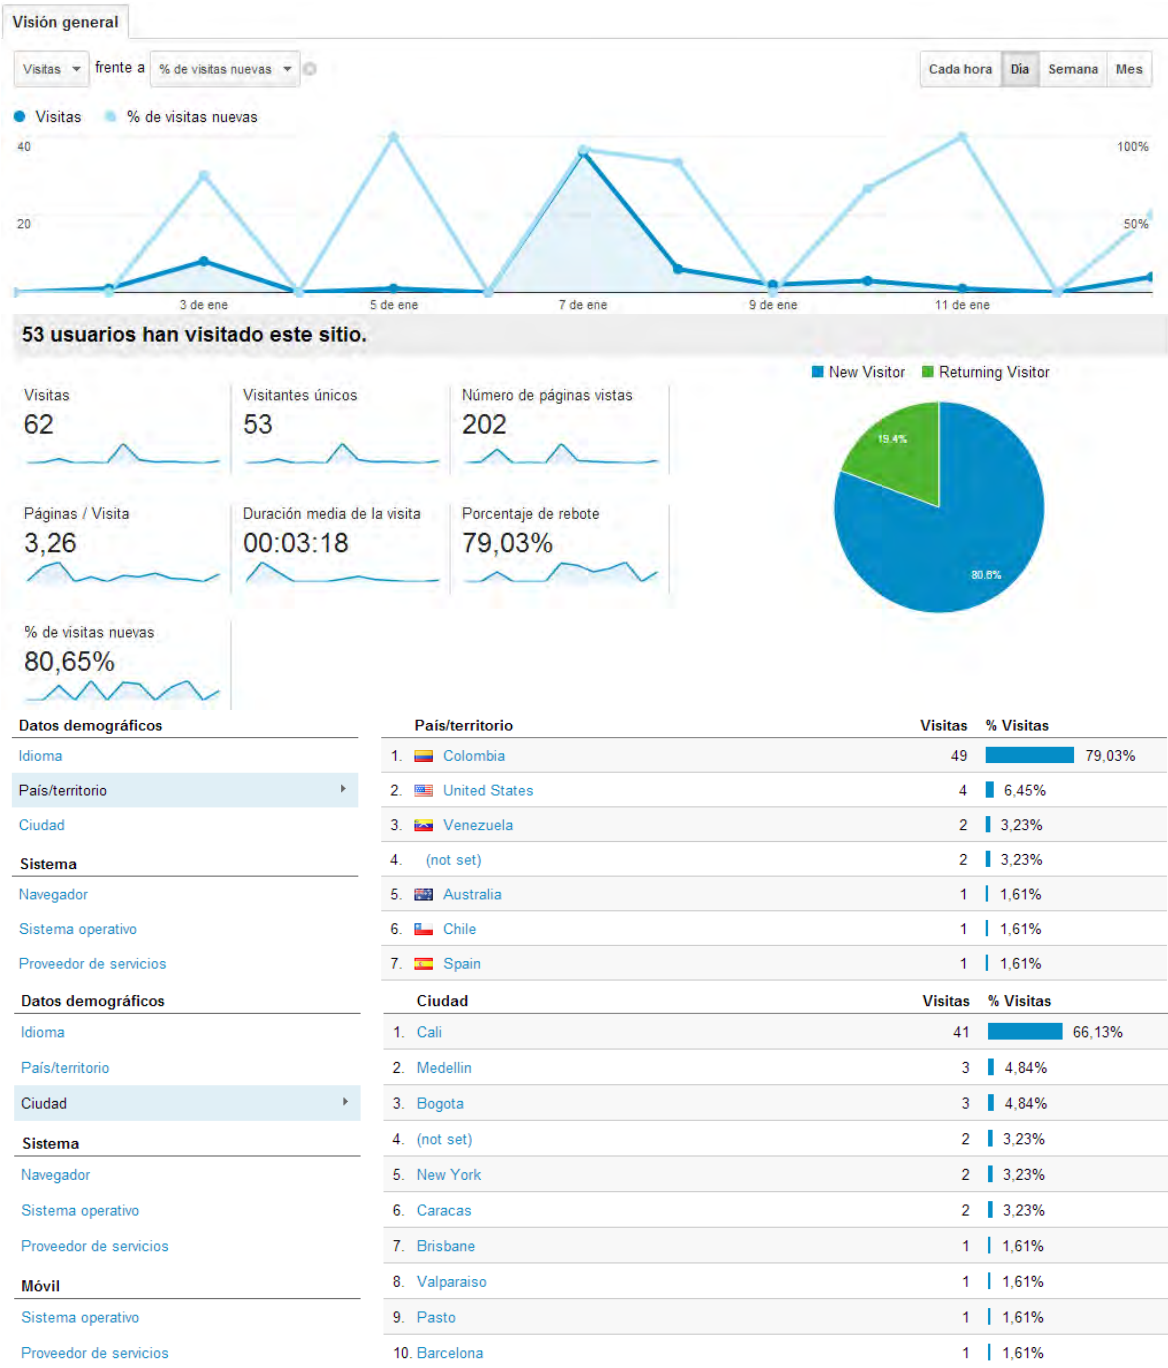 Visión general
Visitas frente a % de visitas nuevas
Cada hora Día Semana Mes
Visitas % de visitas nuevas
40 100%
20 50%
3 de ene 5 de ene 7 de ene 9 de ene 11 de ene
53 usuarios han visitado este sitio.
New Visitor Returning Visitor
Visitas Visitantes únicos Número de páginas vistas
62 53 202
19.4%
Páginas / Visita Duración media de la visita Porcentaje de rebote
3,26 00:03:18 79,03%
80.6%
% de visitas nuevas
80,65%
Datos demográficos País/territorio Visitas % Visitas
Idioma 1. Colombia 49 79,03%
País/territorio 2. United States 4 6,45%
Ciudad 3. Venezuela 2 3,23%
Sistema 4. (not set) 2 3,23%
Navegador 5. Australia 1 1,61%
Sistema operativo 6. Chile 1 1,61%
Proveedor de servicios 7. Spain 1 1,61%
Datos demográficos Ciudad Visitas % Visitas
Idioma 1. Cali 41 66,13%
País/territorio 2. Medellin 3 4,84%
Ciudad 3. Bogota 3 4,84%
Sistema 4. (not set) 2 3,23%
Navegador 5. New York 2 3,23%
Sistema operativo 6. Caracas 2 3,23%
Proveedor de servicios 7. Brisbane 1 1,61%
Móvil 8. Valparaiso 1 1,61%
Sistema operativo 9. Pasto 1 1,61%
Proveedor de servicios 10. Barcelona 1 1,61%